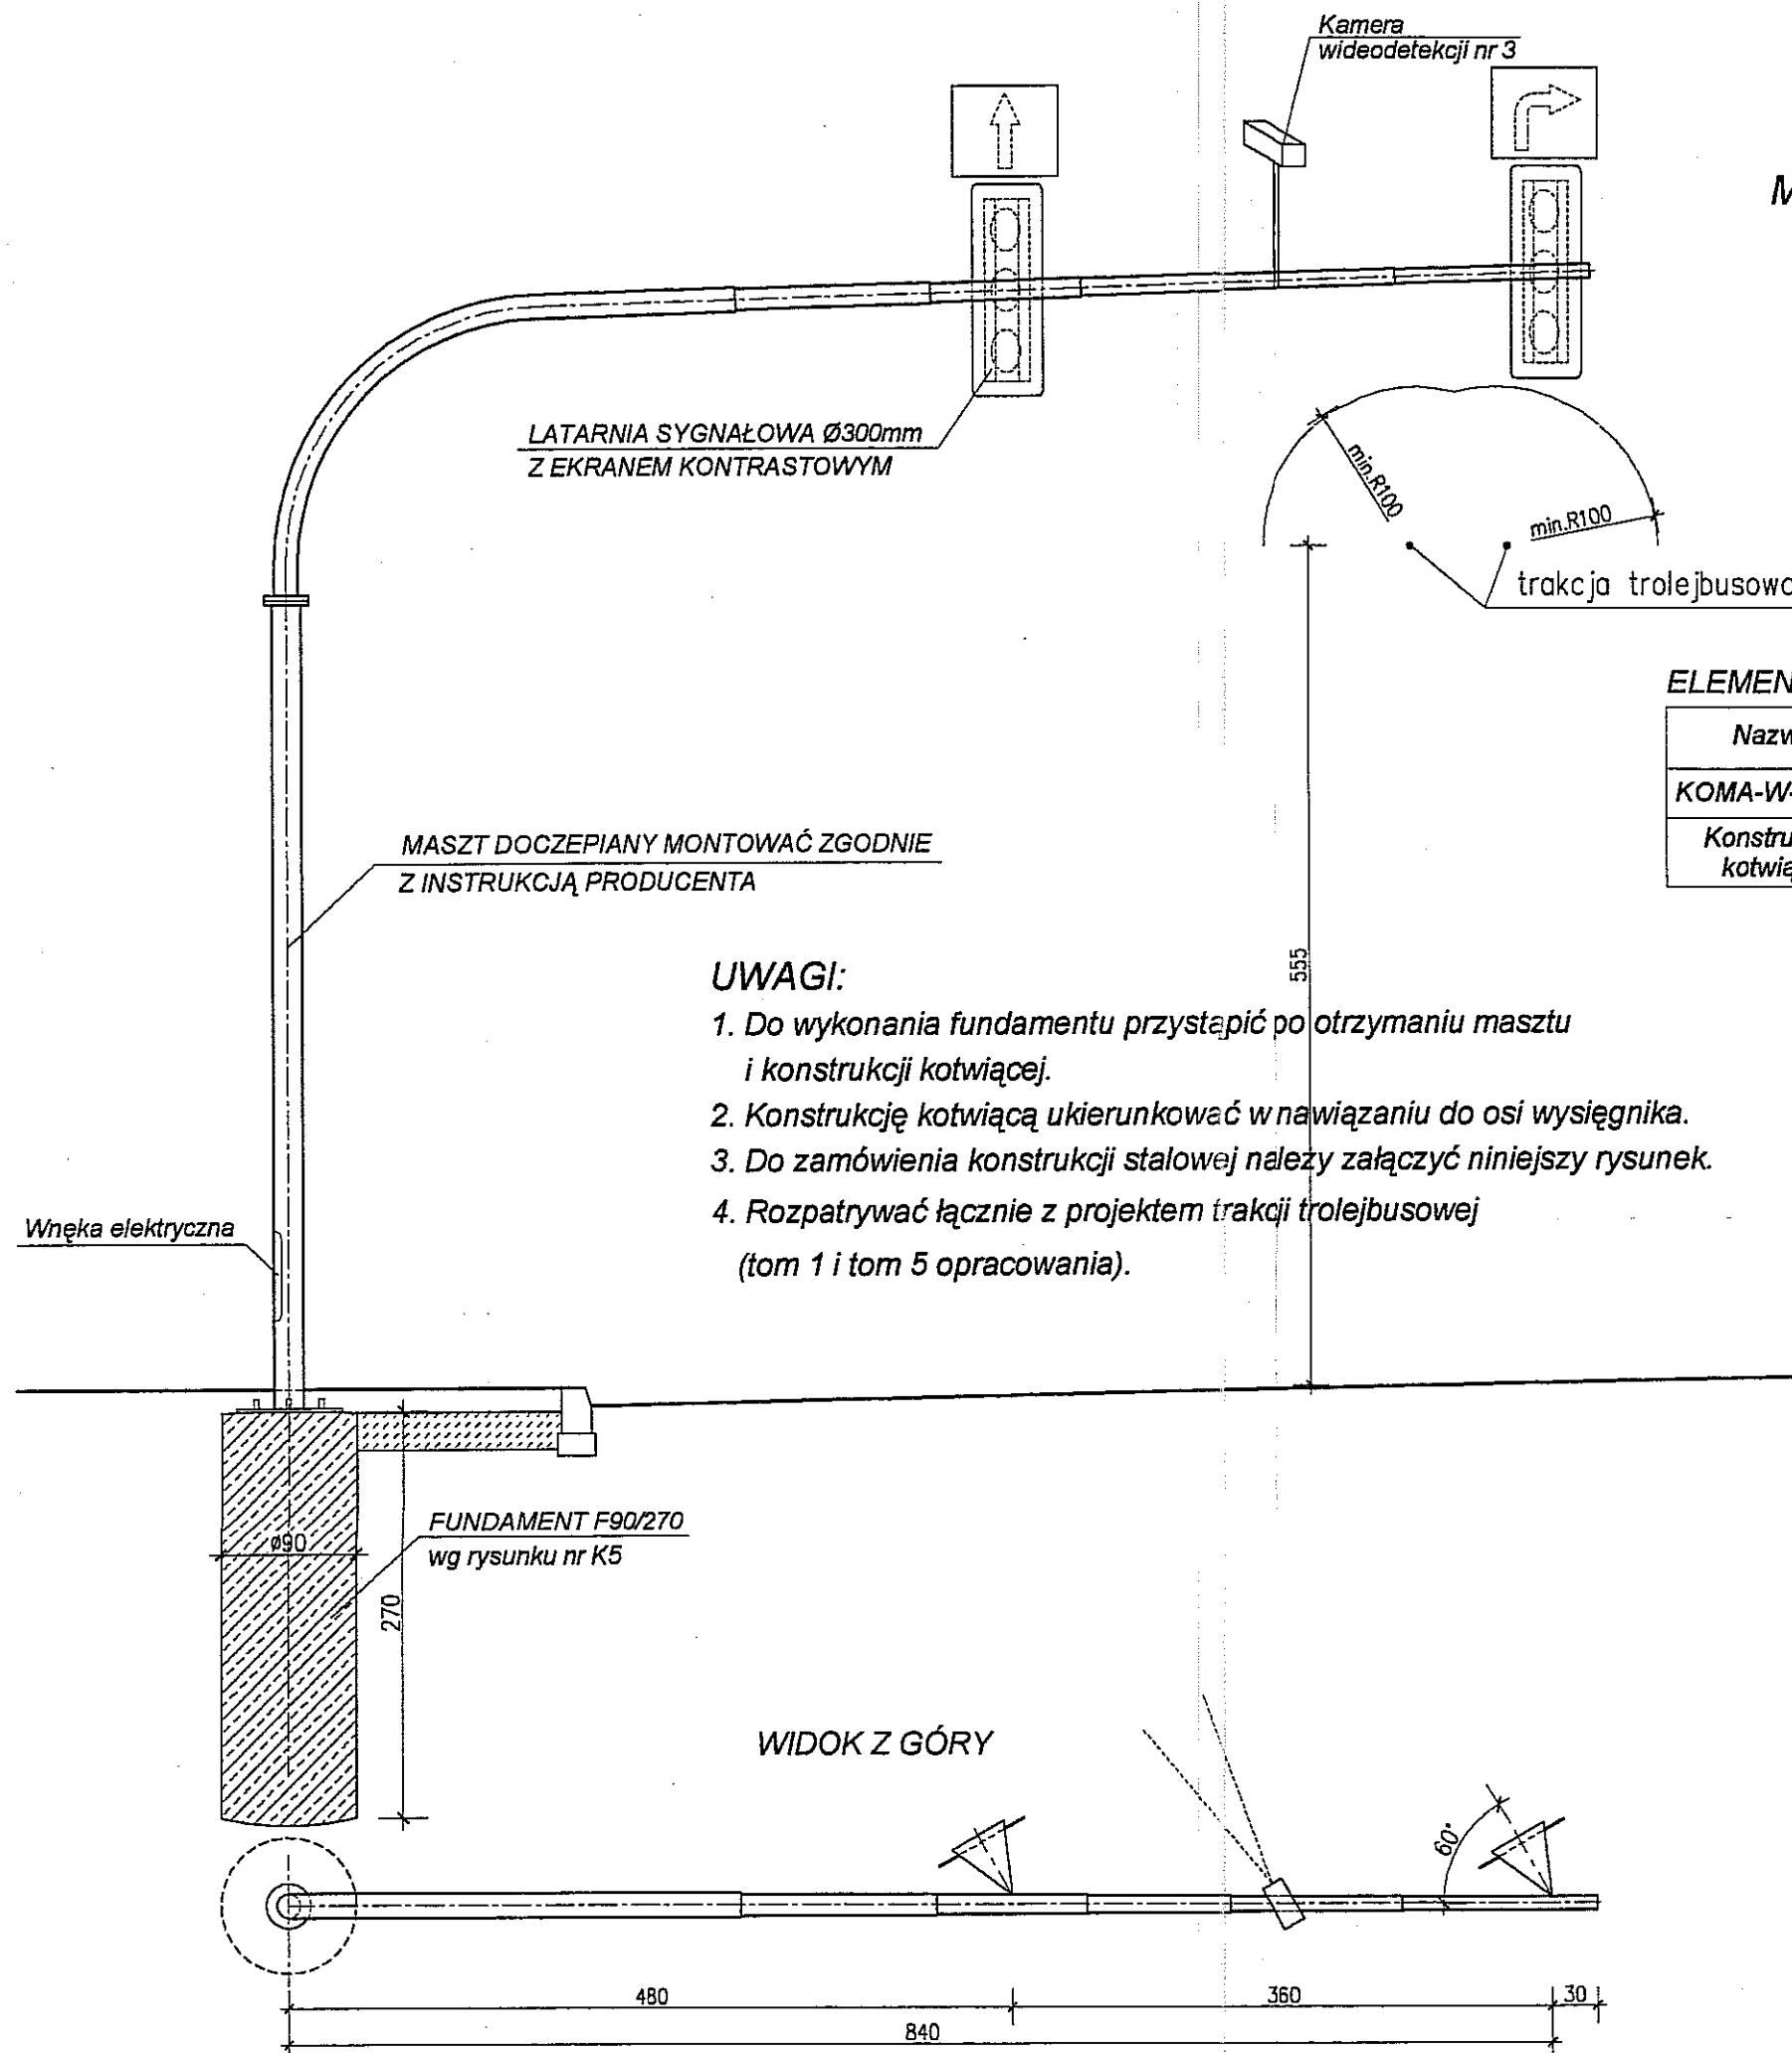 Kamera
wideodetekcji nr 3
M
LATARNIA SYGNAŁOWA Ø300mm
Z EKRANEM KONTRASTOWYM
min.R100
min.R100
trakcja trolejbusowa
ELEMEN
Nazw
KOMA-W-
Konstru
kotwią
MASZT DOCZEPIANY MONTOWAĆ ZGODNIE
Z INSTRUKCJĄ PRODUCENTA
555
UWAGI:
1. Do wykonania fundamentu przystąpić po otrzymaniu masztu
i konstrukcji kotwiącej.
2. Konstrukcję kotwiącą ukierunkować w nawiązaniu do osi wysięgnika.
3. Do zamówienia konstrukcji stalowej należy załączyć niniejszy rysunek.
4. Rozpatrywać łącznie z projektem trakcji trolejbusowej
(tom 1 i tom 5 opracowania).
Wnęka elektryczna
FUNDAMENT F90/270
wg rysunku nr K5
ø90
270
WIDOK Z GÓRY
60°
480
360
30
840